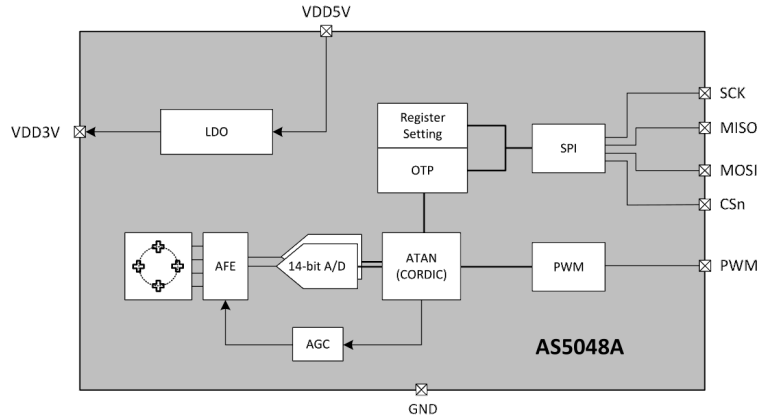 VDD5V
VDD3V
LDO
Register
Setting
OTP
SPI
SCK
MISO
MOSI
CSn
AFE
14-bit A/D
ATAN
(CORDIC)
PWM
PWM
AGC
AS5048A
GND